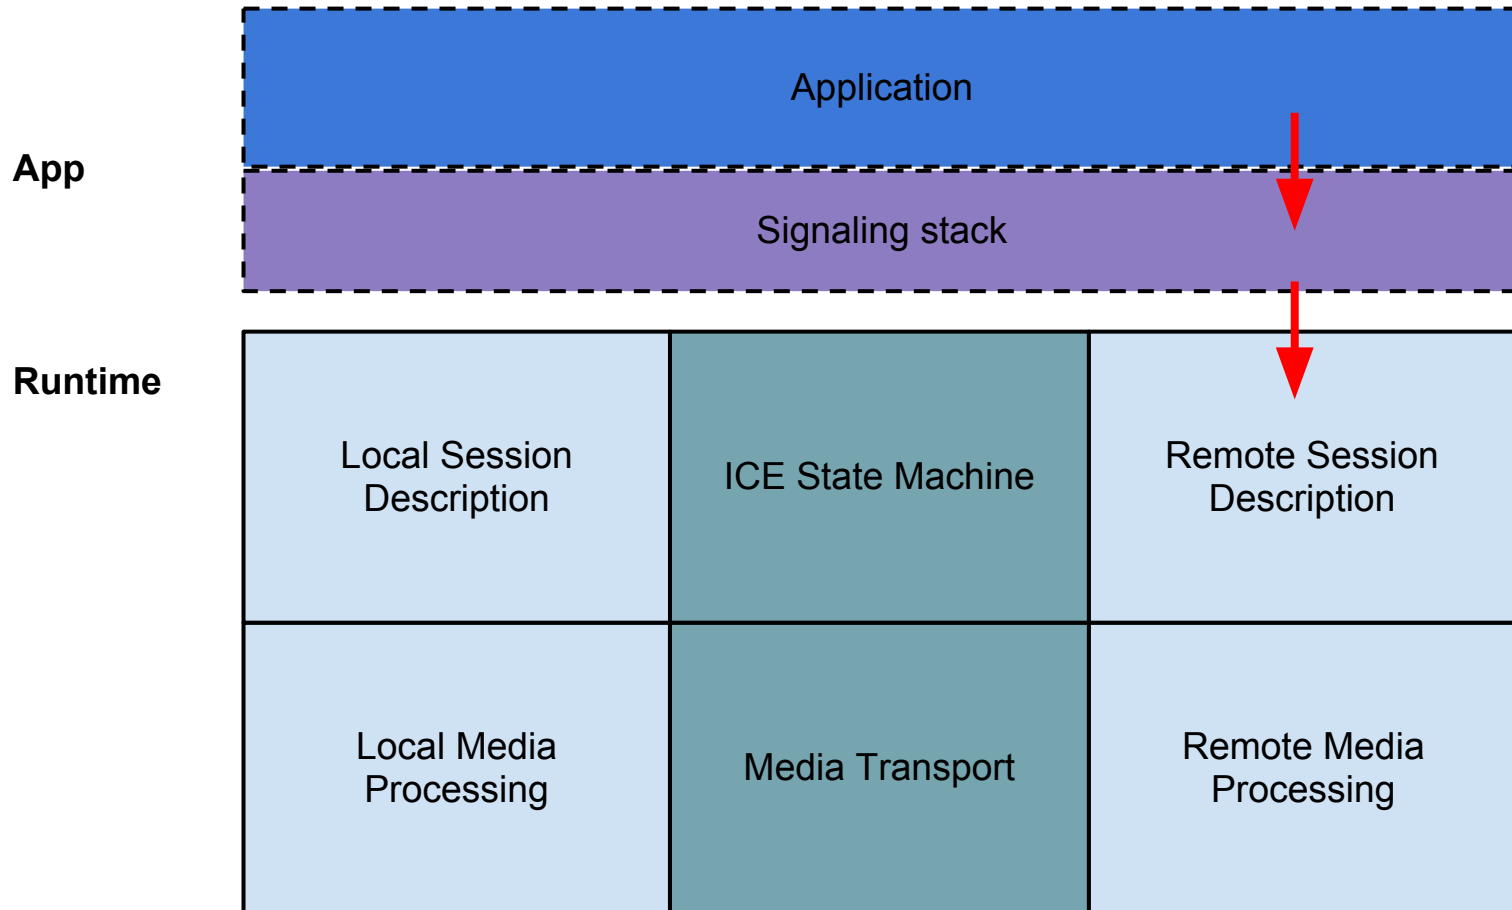 Application
App
Signaling stack
Runtime
Local Session
Description
ICE State Machine
Remote Session
Description
Local Media
Processing
Media Transport
Remote Media
Processing